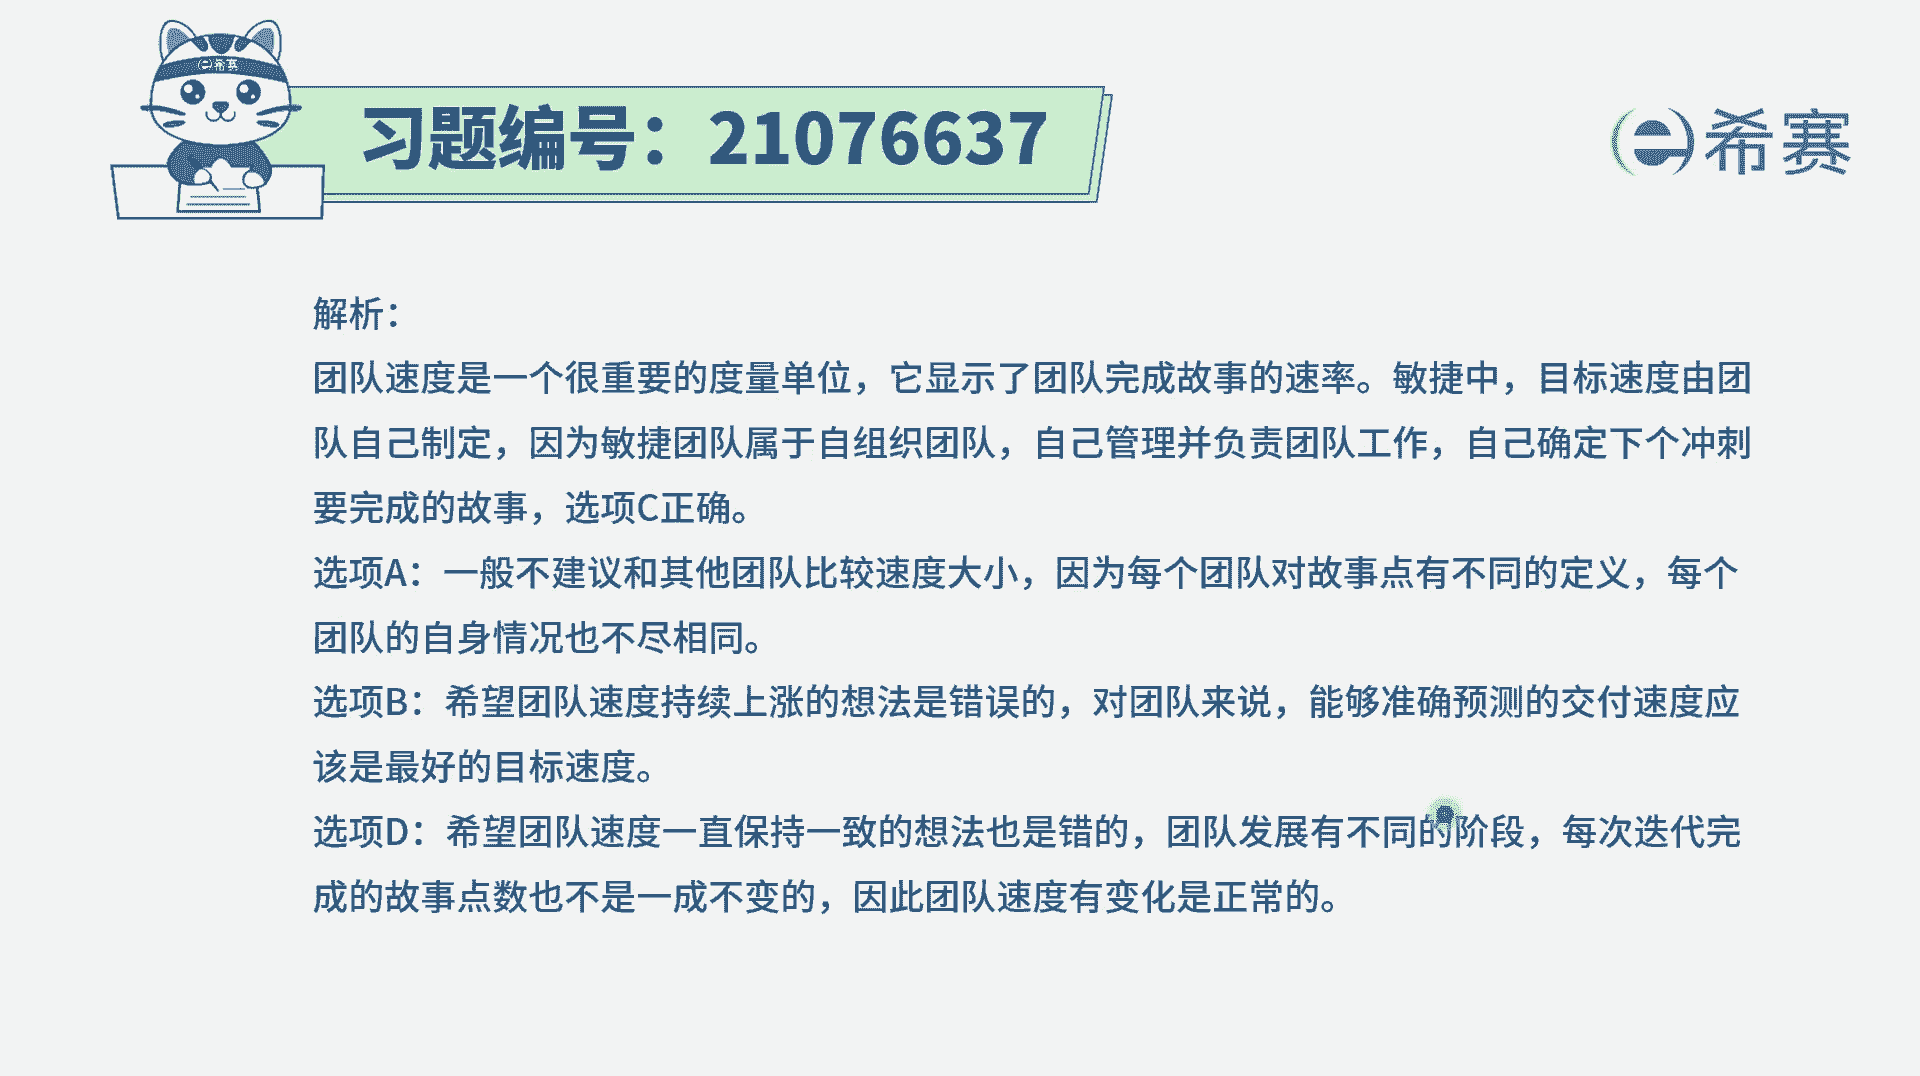 希赛
习题编号：21076637
希赛
解析：
团队速度是一个很重要的度量单位，它显示了团队完成故事的速率。敏捷中，目标速度由团
队自己制定，因为敏捷团队属于自组织团队，自己管理并负责团队工作，自己确定下个冲刺
要完成的故事，选项C正确。
选项A：一般不建议和其他团队比较速度大小，因为每个团队对故事点有不同的定义，每个
团队的自身情况也不尽相同。
选项B：希望团队速度持续上涨的想法是错误的，对团队来说，能够准确预测的交付速度应
该是最好的目标速度。
选项D：希望团队速度一直保持一致的想法也是错的，团队发展有不同的阶段，每次迭代完
成的故事点数也不是一成不变的，因此团队速度有变化是正常的。